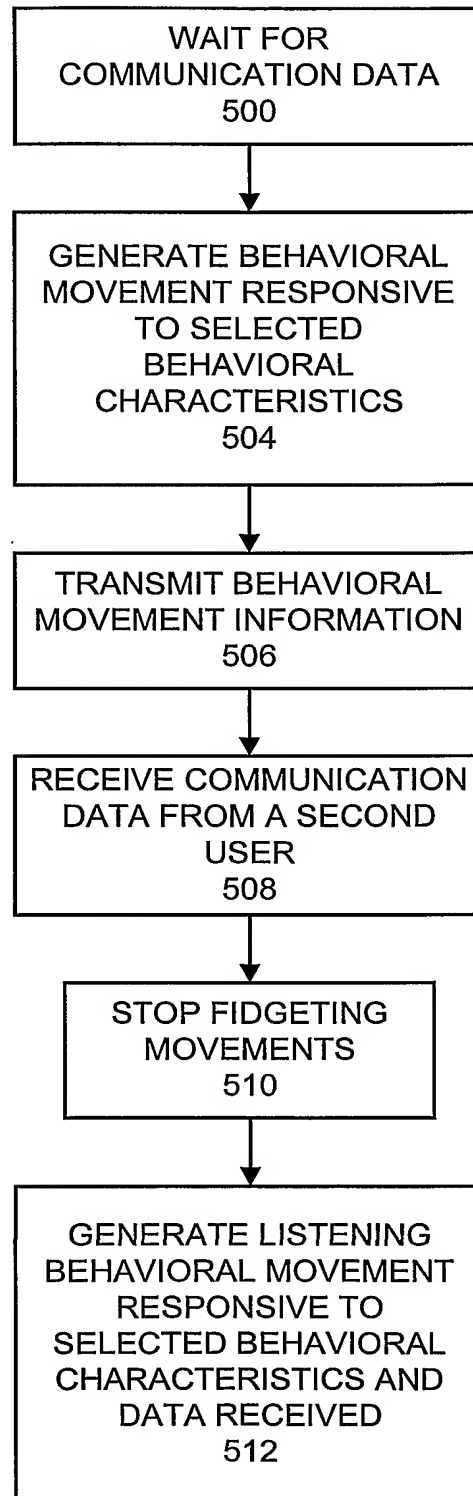 WAIT FOR
COMMUNICATION DATA
500
GENERATE BEHAVIORAL
MOVEMENT RESPONSIVE
TO SELECTED
BEHAVIORAL
CHARACTERISTICS
504
TRANSMIT BEHAVIORAL
MOVEMENT INFORMATION
506
RECEIVE COMMUNICATION
DATA FROM A SECOND
USER
508
STOP FIDGETING
MOVEMENTS
510
GENERATE LISTENING
BEHAVIORAL MOVEMENT
RESPONSIVE TO
SELECTED BEHAVIORAL
CHARACTERISTICS AND
DATA RECEIVED
512